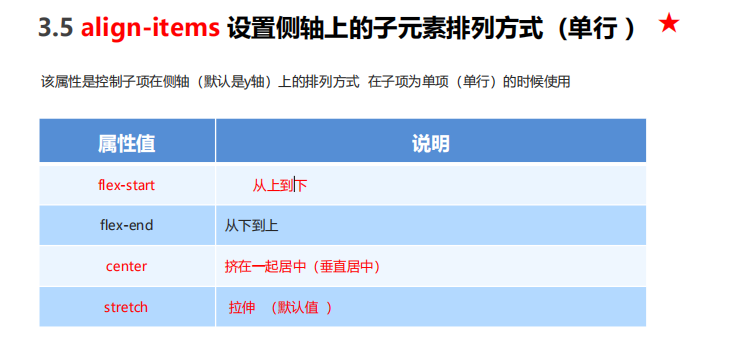 3.5 align-items 设置侧轴上的子元素排列方式（单行 ）
该属性是控制子项在侧轴（默认是y轴）上的排列方式 在子项为单项（单行）的时候使用
属性值 说明
flex-start 从上到下
flex-end 从下到上
center 挤在一起居中（垂直居中）
stretch 拉伸 （默认值 ）